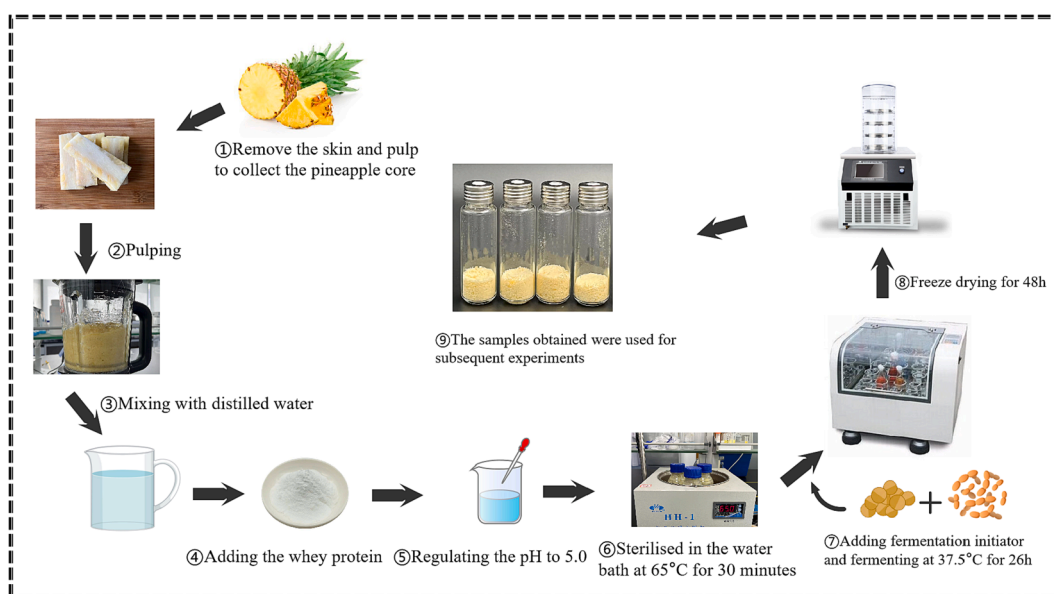 ①Remove the skin and pulp
to collect the pineapple core
②Pulping
③Mixing with distilled water
④Adding the whey protein
⑤Regulating the pH to 5.0
HH-1
⑥Sterilised in the water
bath at 65°C for 30 minutes
⑦Adding fermentation initiator
and fermenting at 37.5°C for 26h
⑧Freeze drying for 48h
⑨The samples obtained were used for
subsequent experiments